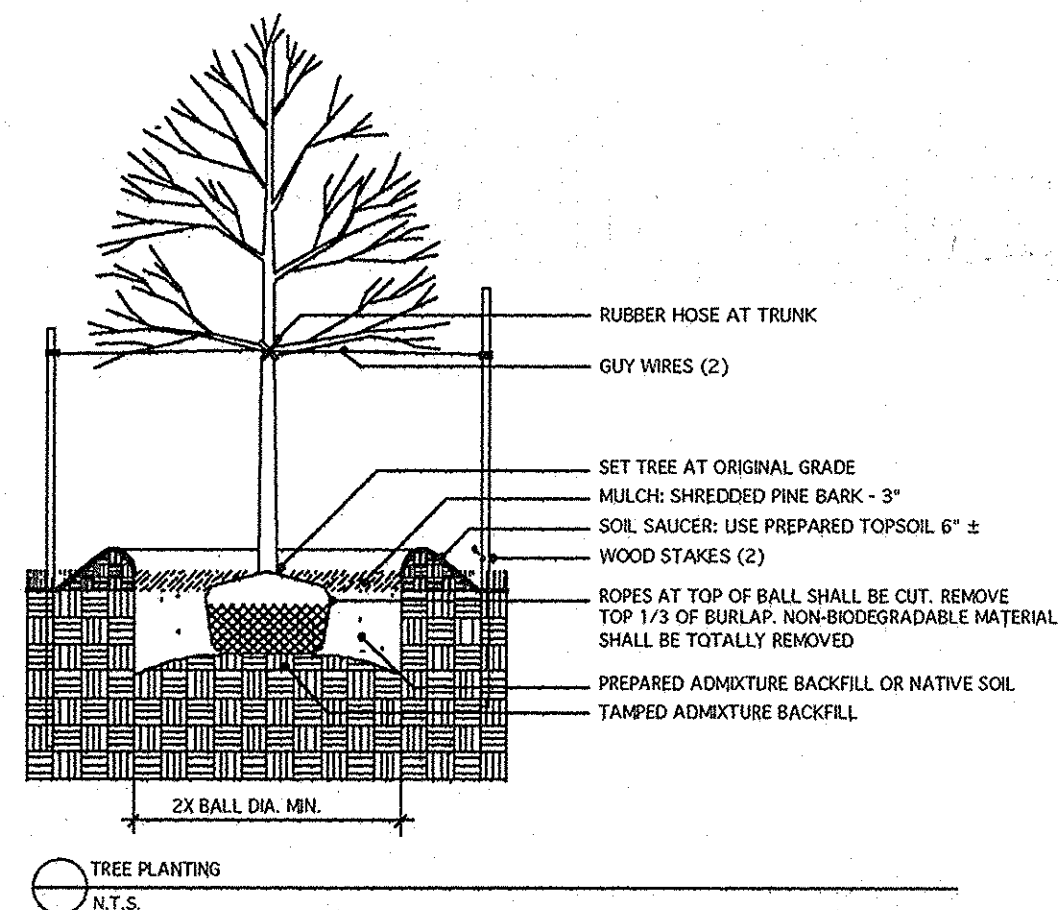 RUBBER HOSE AT TRUNK
GUY WIRES (2)
SET TREE AT ORIGINAL GRADE
MULCH: SHREDDED PINE BARK - 3"
SOIL SAUCER: USE PREPARED TOPSOIL 6" ±
WOOD STAKES (2)
ROPES AT TOP OF BALL SHALL BE CUT. REMOVE
TOP 1/3 OF BURLAP. NON-BIODEGRADABLE MATERIAL
SHALL BE TOTALLY REMOVED
PREPARED ADMIXTURE BACKFILL OR NATIVE SOIL
TAMPED ADMIXTURE BACKFILL
2X BALL DIA. MIN.
TREE PLANTING
N.T.S.